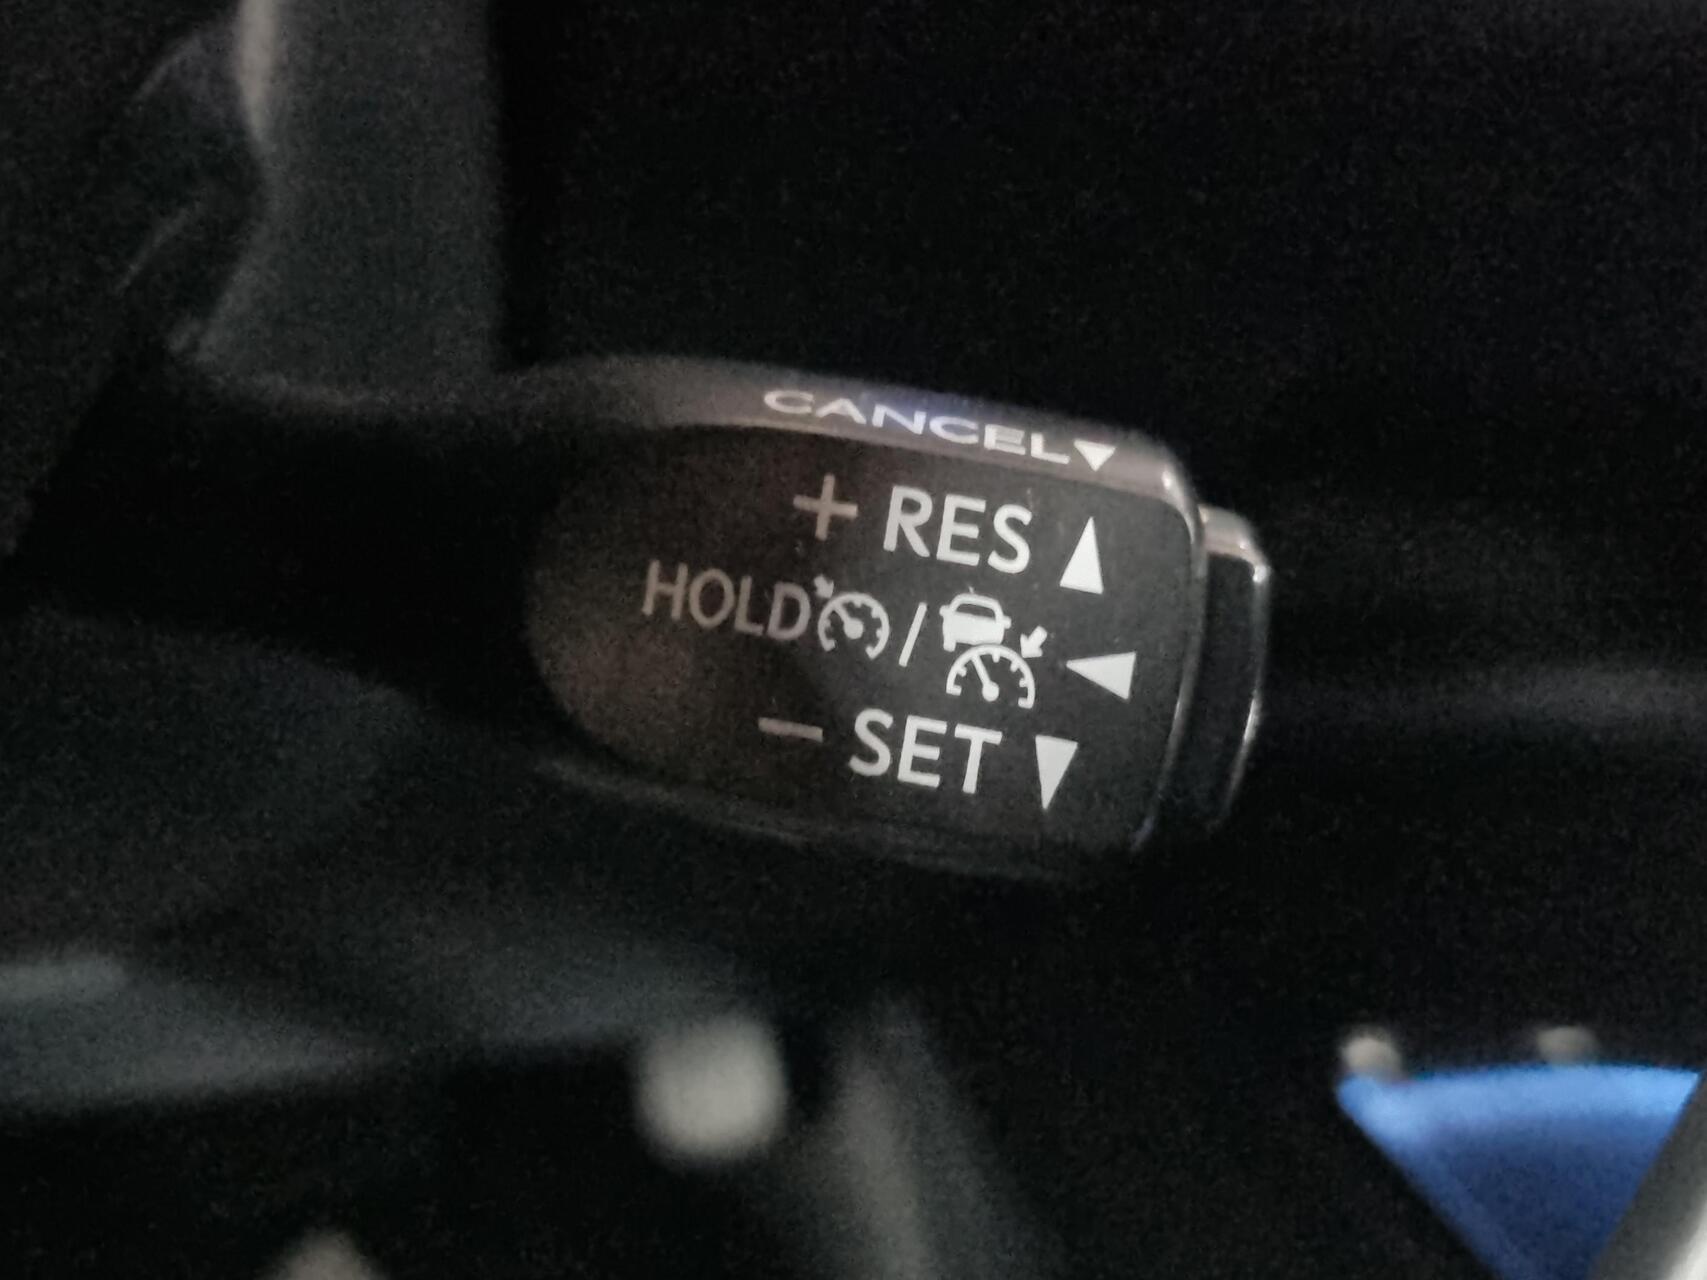 CANCEL▼
+ RES ▲
HOLD / ◀
− SET ▼